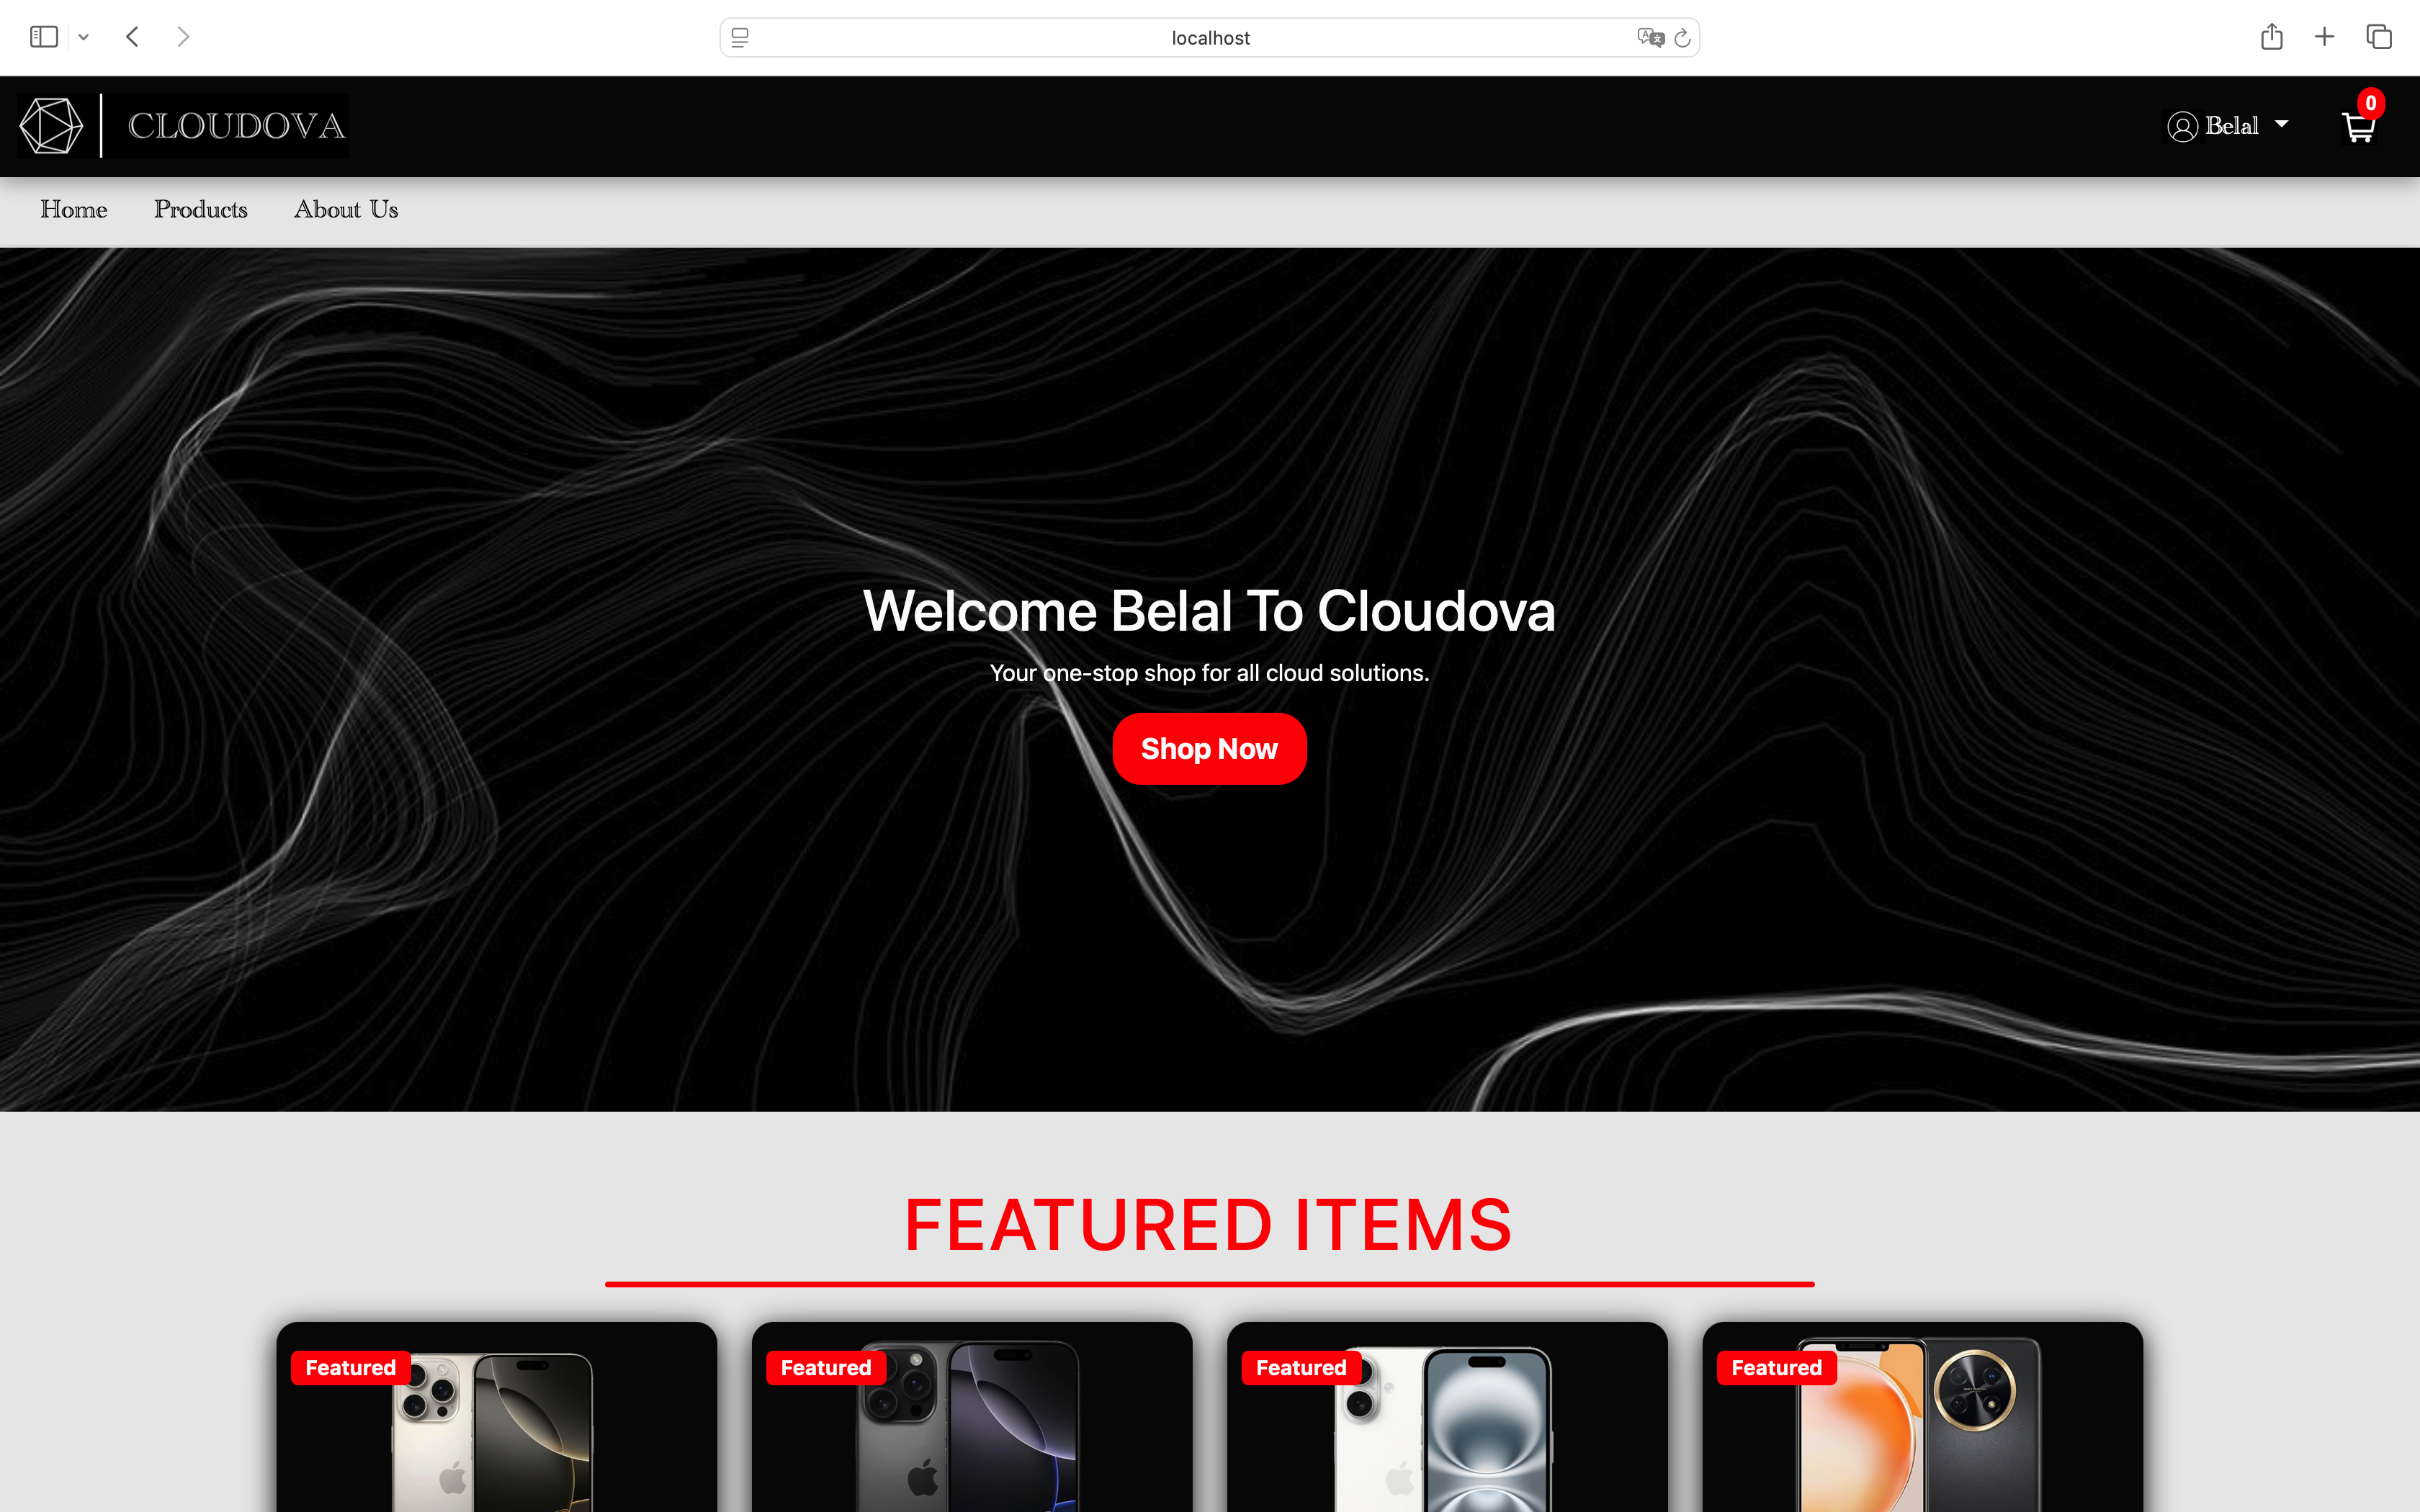 localhost
CLOUDOVA
Belal
0
Home Products About Us
Welcome Belal To Cloudova
Your one-stop shop for all cloud solutions.
Shop Now
FEATURED ITEMS
Featured Featured Featured Featured